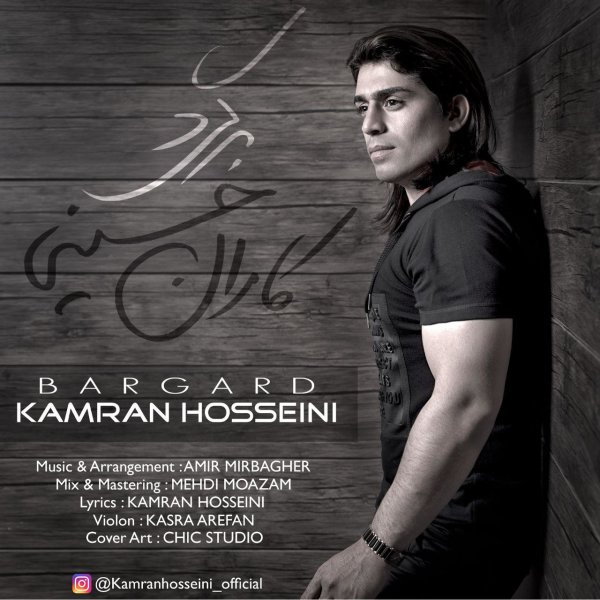 برگرد
کامران حسینی
BARGARD
KAMRAN HOSSEINI
Music & Arrangement : AMIR MIRBAGHER
Mix & Mastering : MEHDI MOAZAM
Lyrics : KAMRAN HOSSEINI
Violon : KASRA AREFAN
Cover Art : CHIC STUDIO
@Kamranhosseini_official